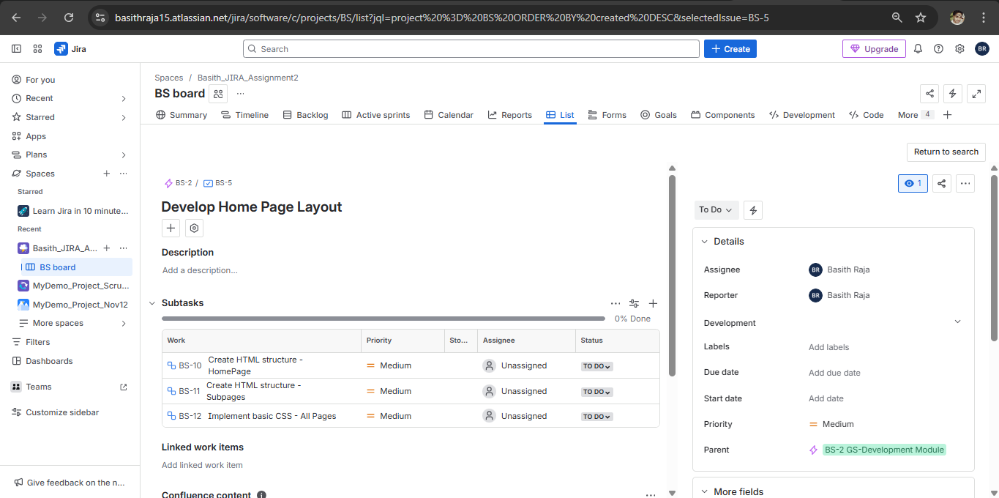 basithraja15.atlassian.net/jira/software/c/projects/BS/list?jql=project%20%3D%20BS%20ORDER%20BY%20created%20DESC&selectedIssue=BS-5
Jira
Search
Create
Upgrade
BR
For you
Recent
Starred
Apps
Plans
Spaces
Starred
Learn Jira in 10 minute...
Recent
Basith_JIRA_A...
BS board
MyDemo_Project_Scru...
MyDemo_Project_Nov12
More spaces
Filters
Dashboards
Teams
Customize sidebar
Give feedback on the n...
Spaces / Basith_JIRA_Assignment2
BS board
Summary Timeline Backlog Active sprints Calendar Reports List Forms Goals Components Development Code More 4
Return to search
BS-2 / BS-5
1
Develop Home Page Layout
Description
Add a description...
Subtasks
0% Done
Work Priority Sto... Assignee Status
BS-10 Create HTML structure -
HomePage
Medium Unassigned TO DO
BS-11 Create HTML structure -
Subpages
Medium Unassigned TO DO
BS-12 Implement basic CSS - All Pages Medium Unassigned TO DO
Linked work items
Add linked work item
Confluence content
To Do
Details
Assignee BR Basith Raja
Reporter BR Basith Raja
Development
Labels Add labels
Due date Add due date
Start date Add date
Priority Medium
Parent BS-2 GS-Development Module
More fields